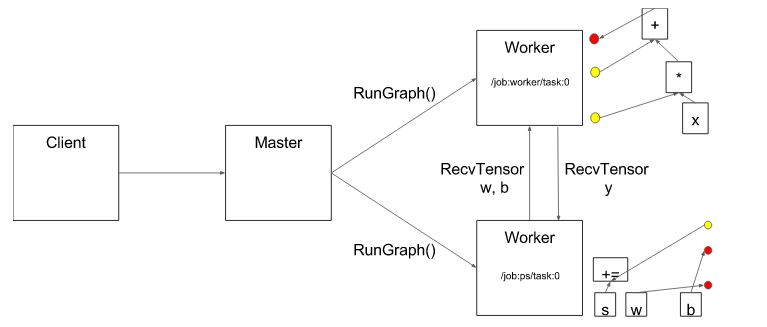 Client
Master
RunGraph()
RunGraph()
Worker
/job:worker/task:0
RecvTensor
w, b
RecvTensor
y
Worker
/job:ps/task:0
+
*
x
+=
s
w
b